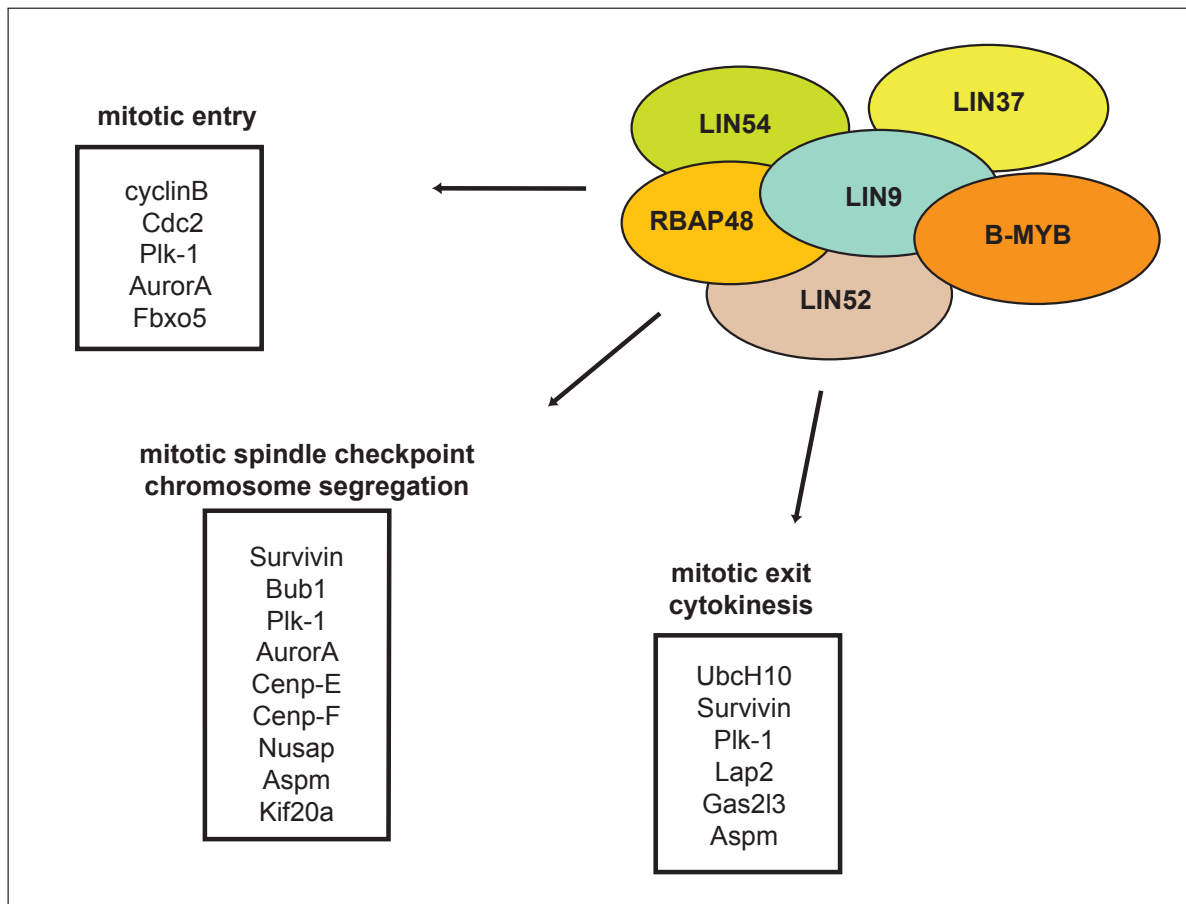 mitotic entry
cyclinB
Cdc2
Plk-1
AurorA
Fbxo5
LIN54
LIN37
LIN9
RBAP48
B-MYB
LIN52
mitotic spindle checkpoint
chromosome segregation
Survivin
Bub1
Plk-1
AurorA
Cenp-E
Cenp-F
Nusap
Aspm
Kif20a
mitotic exit
cytokinesis
UbcH10
Survivin
Plk-1
Lap2
Gas2l3
Aspm